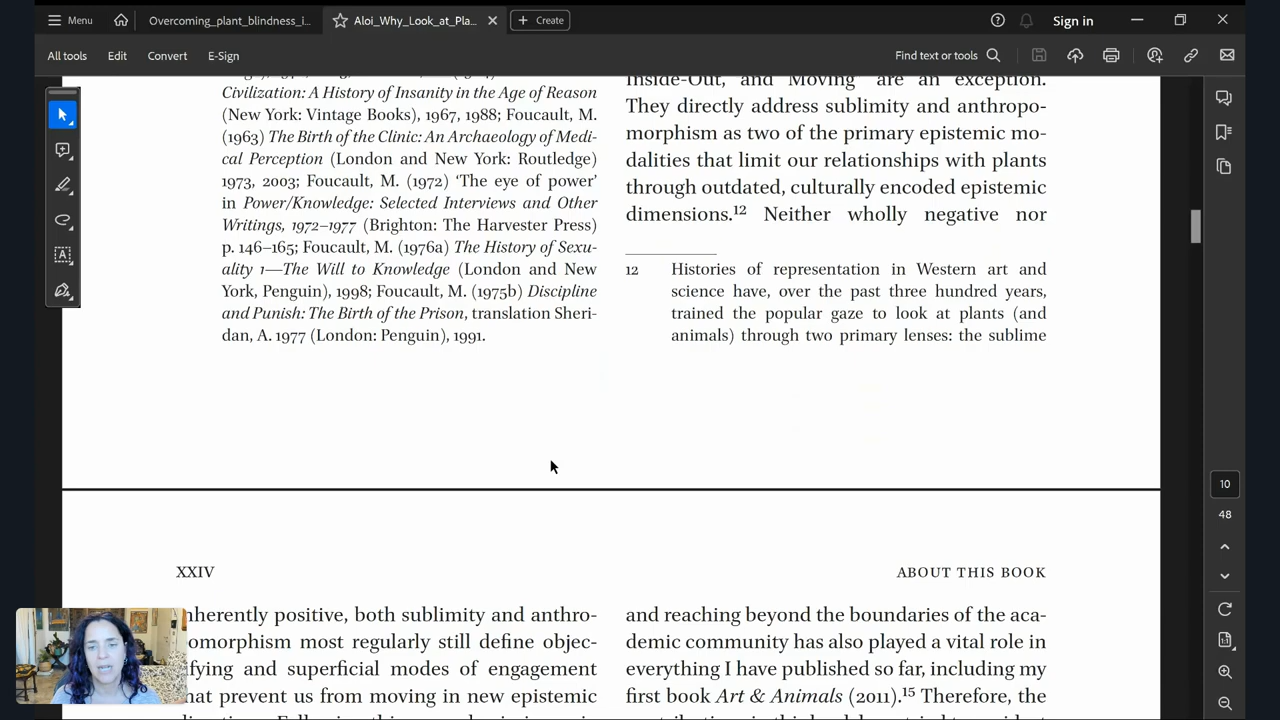 Menu
Overcoming_plant_blindness_i...
Aloi_Why_Look_at_Pla...
Create
Sign in
All tools
Edit
Convert
E-Sign
Find text or tools
Civilization: A History of Insanity in the Age of Reason
(New York: Vintage Books), 1967, 1988; Foucault, M.
(1963) The Birth of the Clinic: An Archaeology of Medi-
cal Perception (London and New York: Routledge)
1973, 2003; Foucault, M. (1972) ‘The eye of power’
in Power/Knowledge: Selected Interviews and Other
Writings, 1972–1977 (Brighton: The Harvester Press)
p. 146–165; Foucault, M. (1976a) The History of Sexu-
ality 1—The Will to Knowledge (London and New
York, Penguin), 1998; Foucault, M. (1975b) Discipline
and Punish: The Birth of the Prison, translation Sheri-
dan, A. 1977 (London: Penguin), 1991.
Inside-Out, and Moving are an exception.
They directly address sublimity and anthropo-
morphism as two of the primary epistemic mo-
dalities that limit our relationships with plants
through outdated, culturally encoded epistemic
dimensions.12 Neither wholly negative nor
12 Histories of representation in Western art and
science have, over the past three hundred years,
trained the popular gaze to look at plants (and
animals) through two primary lenses: the sublime
10
48
XXIV
ABOUT THIS BOOK
nherently positive, both sublimity and anthro-
omorphism most regularly still define objec-
fying and superficial modes of engagement
hat prevent us from moving in new epistemic
and reaching beyond the boundaries of the aca-
demic community has also played a vital role in
everything I have published so far, including my
first book Art & Animals (2011).15 Therefore, the